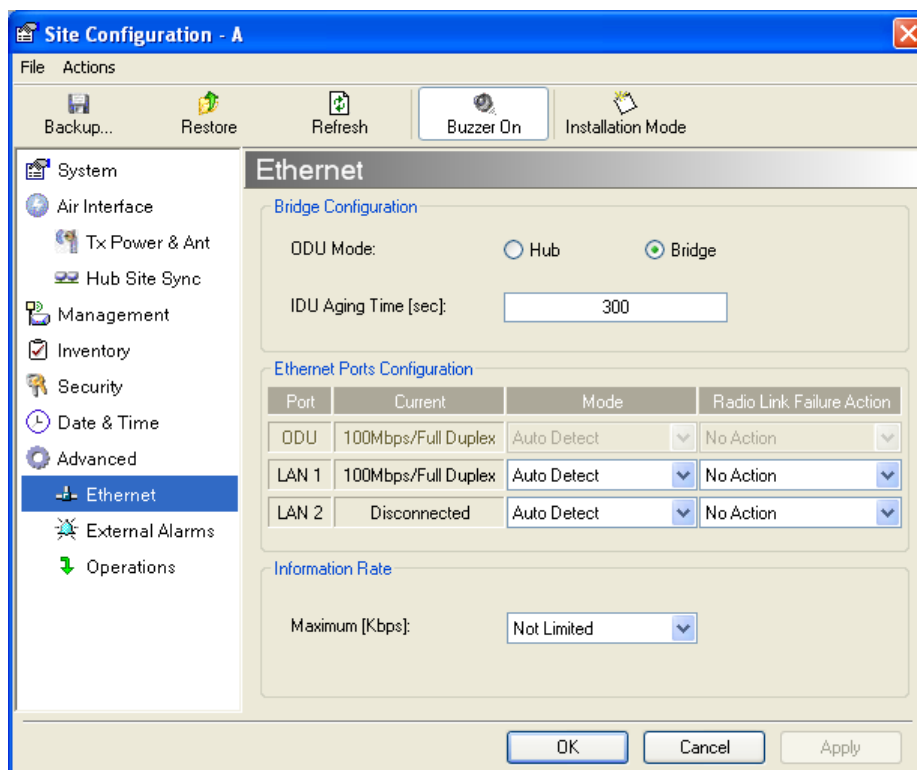 Site Configuration - A
File Actions
Backup... Restore Refresh Buzzer On Installation Mode
System
Air Interface
Tx Power & Ant
Hub Site Sync
Management
Inventory
Security
Date & Time
Advanced
Ethernet
External Alarms
Operations
Ethernet
Bridge Configuration
ODU Mode: Hub Bridge
IDU Aging Time [sec]: 300
Ethernet Ports Configuration
Port Current Mode Radio Link Failure Action
ODU 100Mbps/Full Duplex Auto Detect No Action
LAN 1 100Mbps/Full Duplex Auto Detect No Action
LAN 2 Disconnected Auto Detect No Action
Information Rate
Maximum [Kbps]: Not Limited
OK Cancel Apply